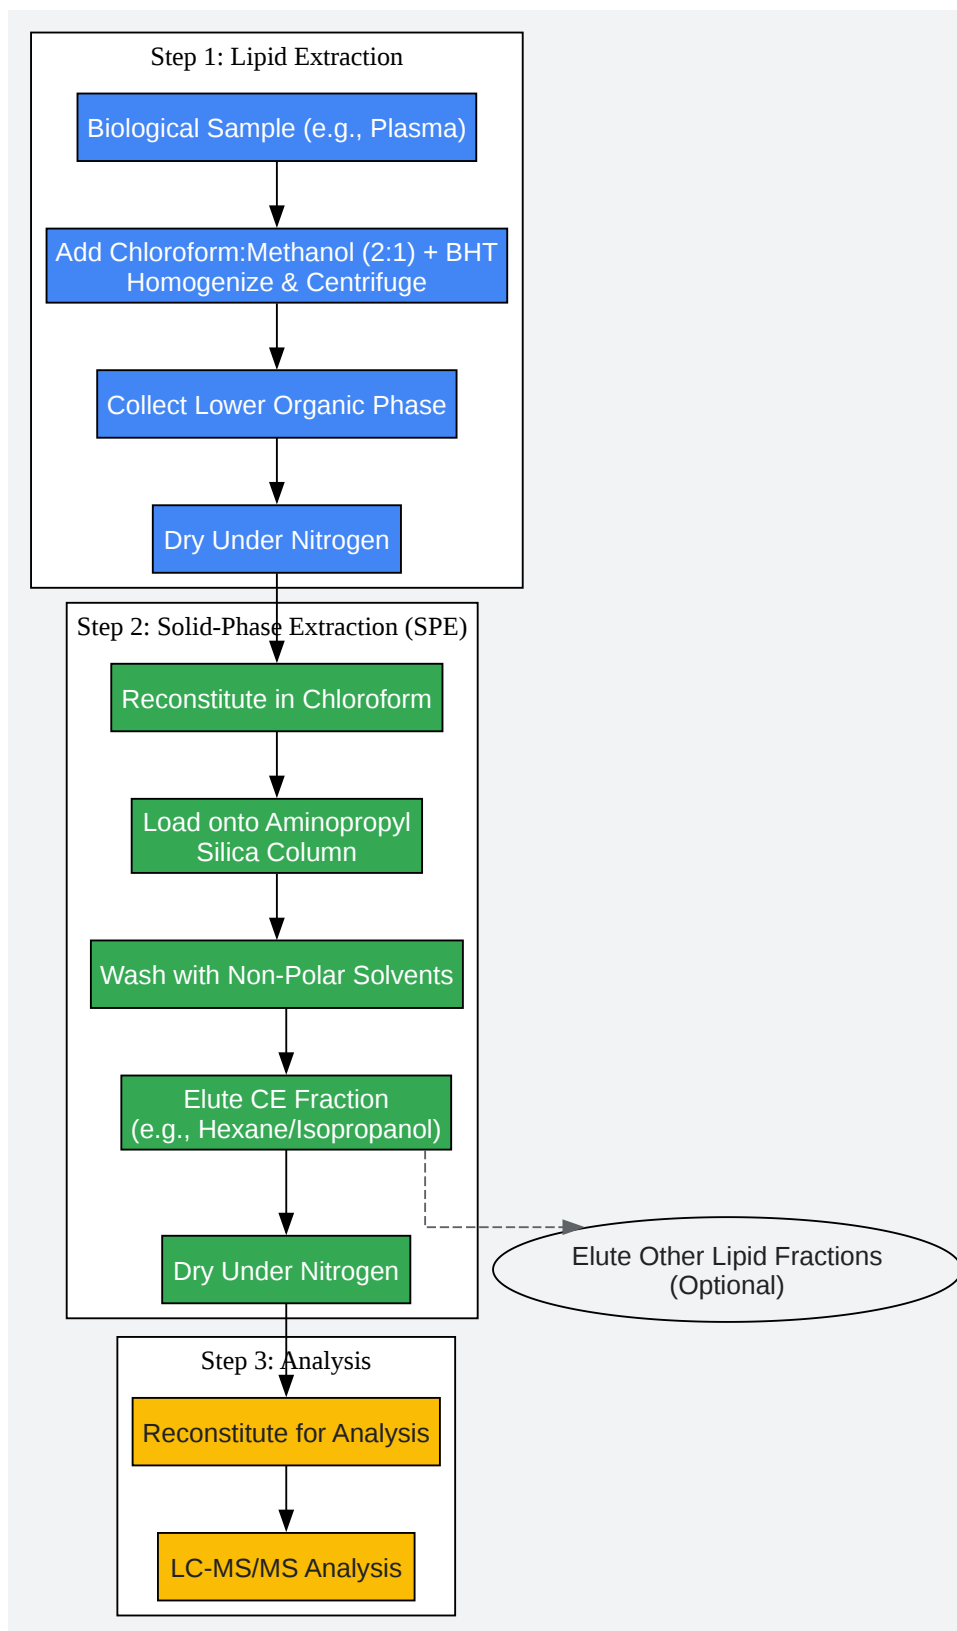 Step 1: Lipid Extraction
Biological Sample (e.g., Plasma)
Add Chloroform:Methanol (2:1) + BHT
Homogenize & Centrifuge
Collect Lower Organic Phase
Dry Under Nitrogen
Step 2: Solid-Phase Extraction (SPE)
Reconstitute in Chloroform
Load onto Aminopropyl
Silica Column
Wash with Non-Polar Solvents
Elute CE Fraction
(e.g., Hexane/Isopropanol)
Elute Other Lipid Fractions
(Optional)
Dry Under Nitrogen
Step 3: Analysis
Reconstitute for Analysis
LC-MS/MS Analysis